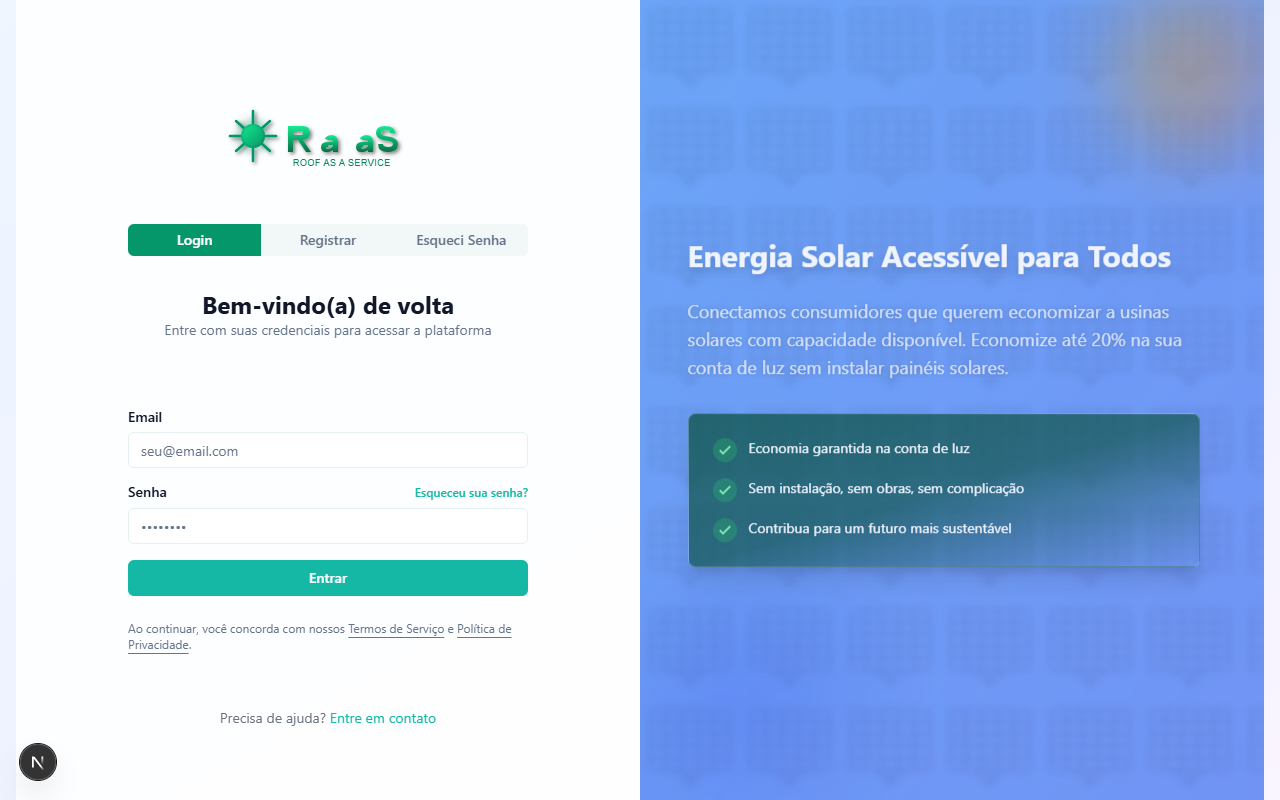 R a aS
ROOF AS A SERVICE
Login
Registrar
Esqueci Senha
Bem-vindo(a) de volta
Entre com suas credenciais para acessar a plataforma
Email
seu@email.com
Senha
Esqueceu sua senha?
••••••••
Entrar
Ao continuar, você concorda com nossos Termos de Serviço e Política de
Privacidade.
Precisa de ajuda? Entre em contato
N
Energia Solar Acessível para Todos
Conectamos consumidores que querem economizar a usinas
solares com capacidade disponível. Economize até 20% na sua
conta de luz sem instalar painéis solares.
Economia garantida na conta de luz
Sem instalação, sem obras, sem complicação
Contribua para um futuro mais sustentável